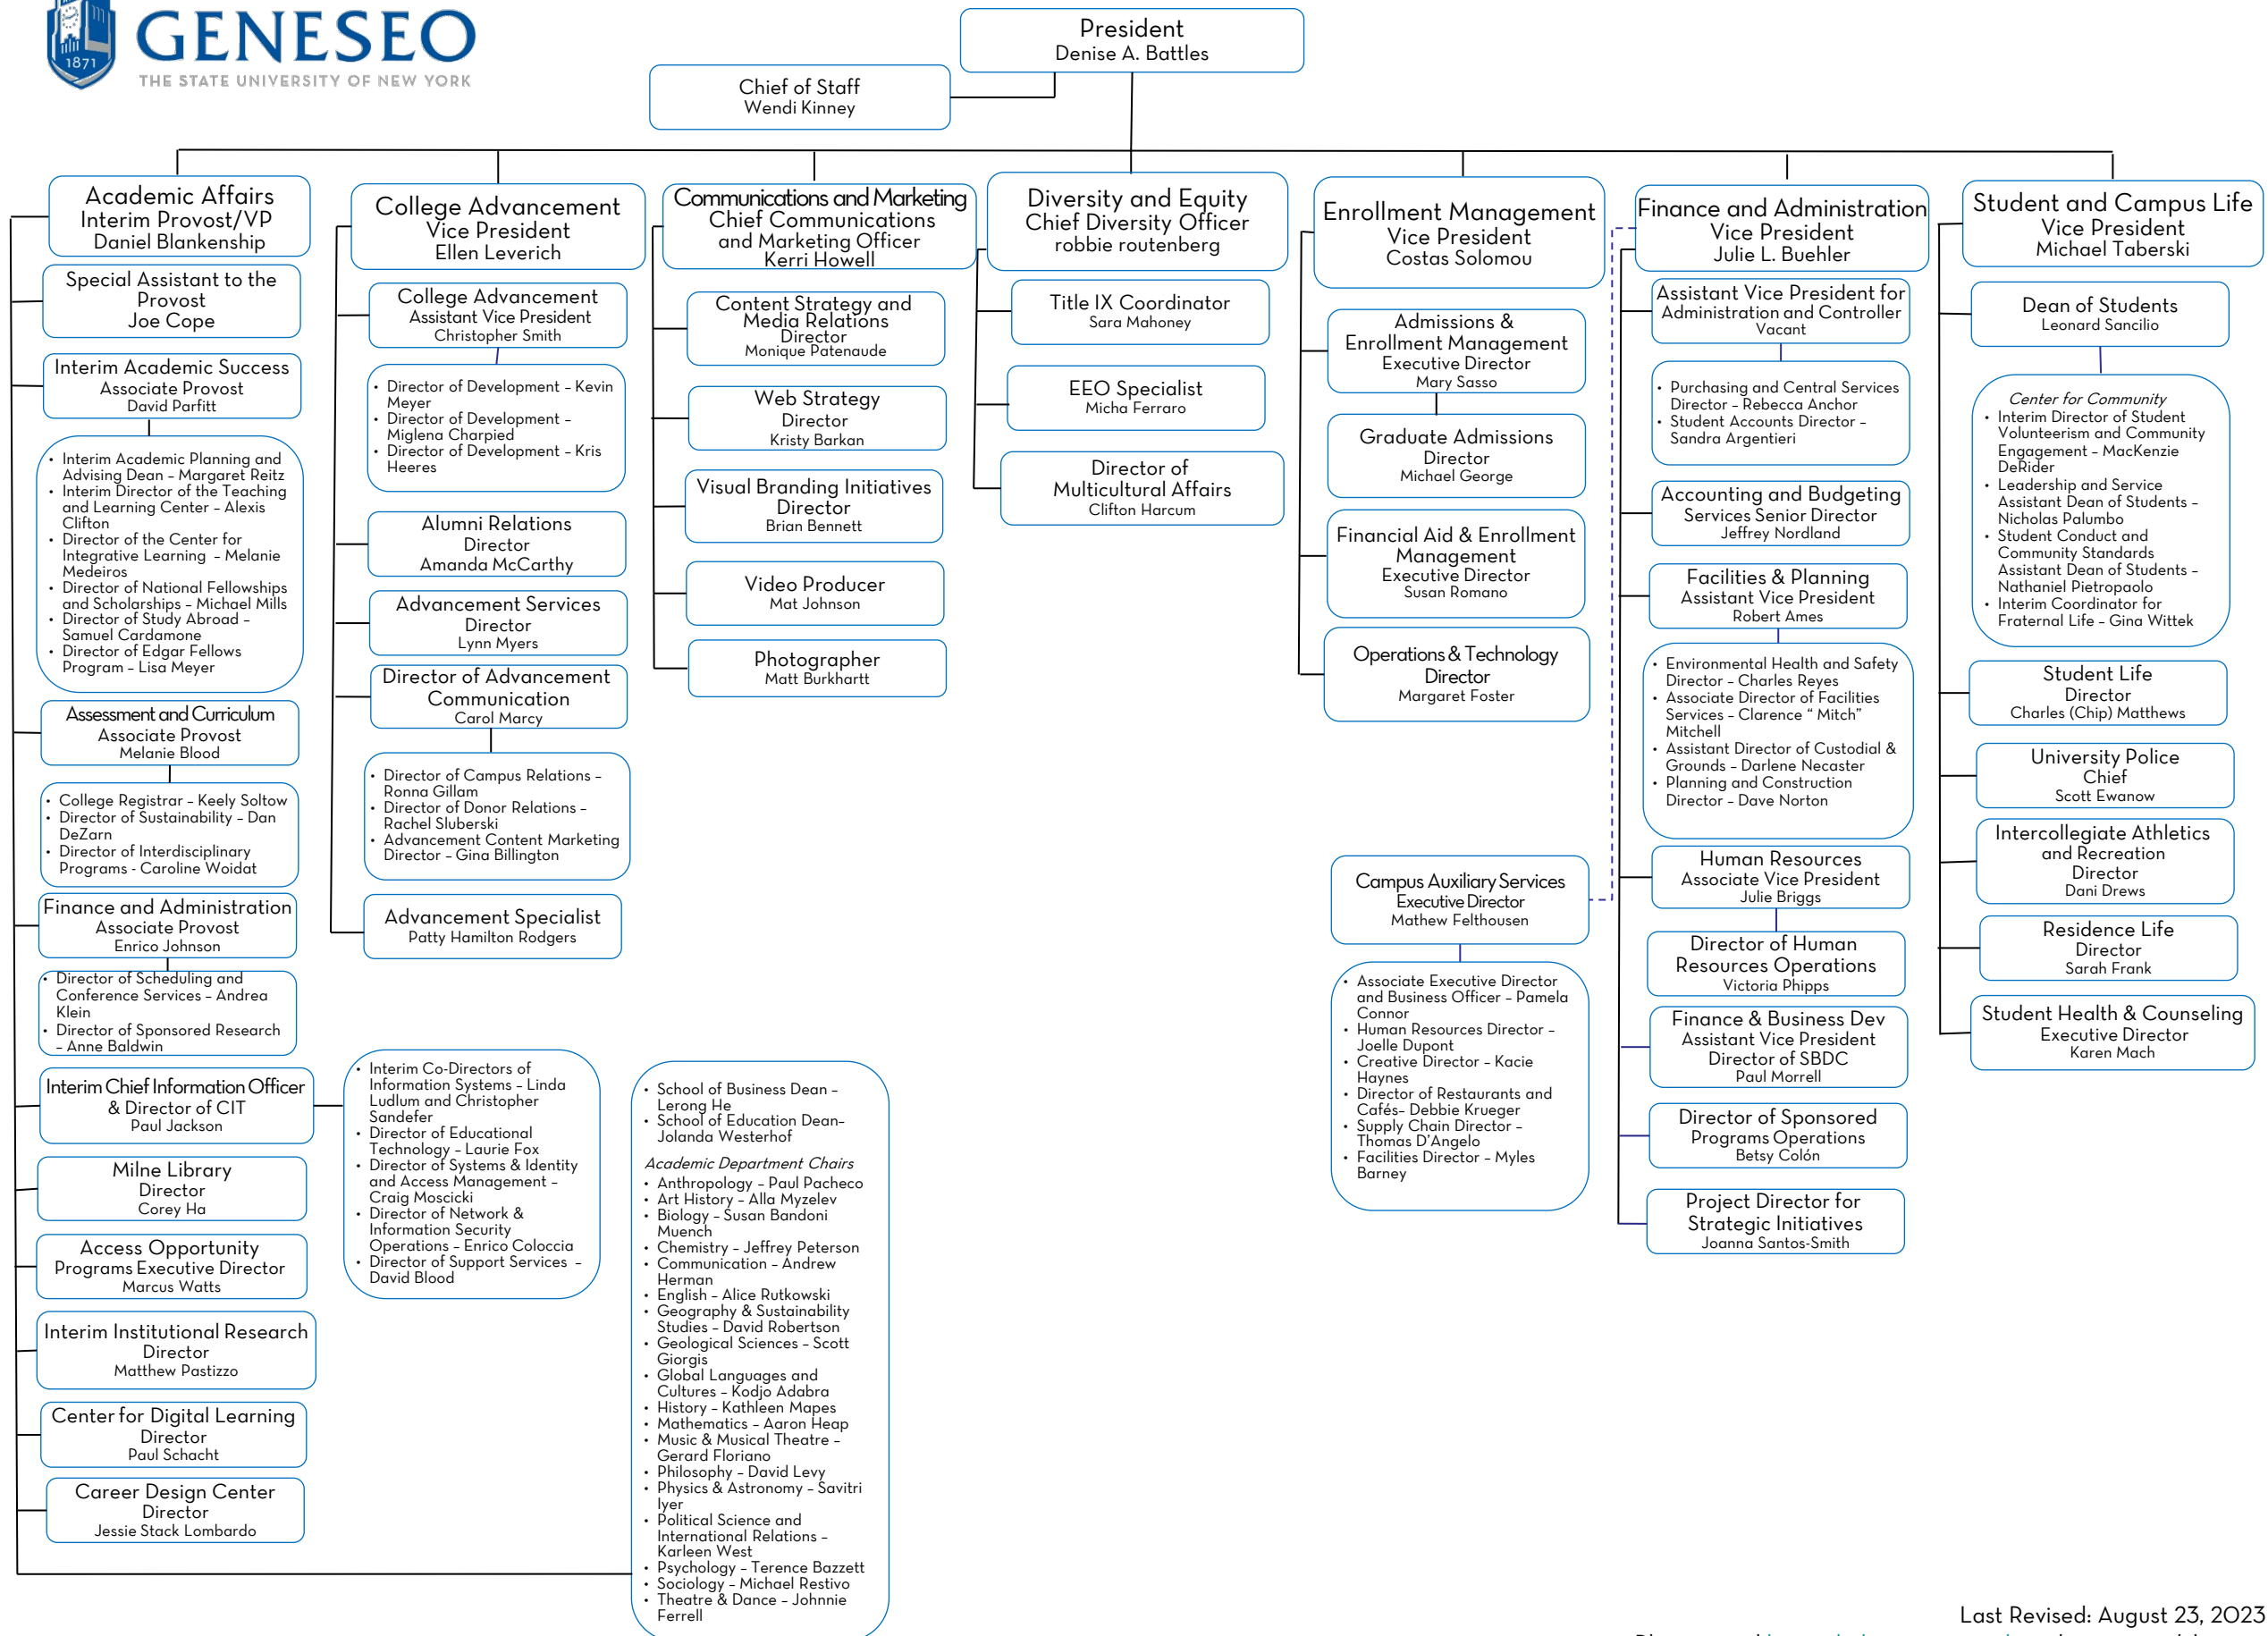 GENESEO
1871
THE STATE UNIVERSITY OF NEW YORK
President
Denise A. Battles
Chief of Staff
Wendi Kinney
Academic Affairs
Interim Provost/VP
Daniel Blankenship
Special Assistant to the
Provost
Joe Cope
Interim Academic Success
Associate Provost
David Parfitt
• Interim Academic Planning and
Advising Dean – Margaret Reitz
• Interim Director of the Teaching
and Learning Center – Alexis
Clifton
• Director of the Center for
Integrative Learning – Melanie
Medeiros
• Director of National Fellowships
and Scholarships – Michael Mills
• Director of Study Abroad –
Samuel Cardamone
• Director of Edgar Fellows
Program – Lisa Meyer
Assessment and Curriculum
Associate Provost
Melanie Blood
• College Registrar – Keely Soltow
• Director of Sustainability – Dan
DeZarn
• Director of Interdisciplinary
Programs - Caroline Woidat
Finance and Administration
Associate Provost
Enrico Johnson
• Director of Scheduling and
Conference Services – Andrea
Klein
• Director of Sponsored Research
– Anne Baldwin
Interim Chief Information Officer
& Director of CIT
Paul Jackson
• Interim Co-Directors of
Information Systems – Linda
Ludlum and Christopher
Sandefer
• Director of Educational
Technology – Laurie Fox
• Director of Systems & Identity
and Access Management –
Craig Moscicki
• Director of Network &
Information Security
Operations – Enrico Coloccia
• Director of Support Services –
David Blood
Milne Library
Director
Corey Ha
Access Opportunity
Programs Executive Director
Marcus Watts
Interim Institutional Research
Director
Matthew Pastizzo
Center for Digital Learning
Director
Paul Schacht
Career Design Center
Director
Jessie Stack Lombardo
• School of Business Dean –
Lerong He
• School of Education Dean–
Jolanda Westerhof
Academic Department Chairs
• Anthropology – Paul Pacheco
• Art History – Alla Myzelev
• Biology – Susan Bandoni
Muench
• Chemistry – Jeffrey Peterson
• Communication – Andrew
Herman
• English – Alice Rutkowski
• Geography & Sustainability
Studies – David Robertson
• Geological Sciences – Scott
Giorgis
• Global Languages and
Cultures – Kodjo Adabra
• History – Kathleen Mapes
• Mathematics – Aaron Heap
• Music & Musical Theatre –
Gerard Floriano
• Philosophy – David Levy
• Physics & Astronomy – Savitri
Iyer
• Political Science and
International Relations –
Karleen West
• Psychology – Terence Bazzett
• Sociology – Michael Restivo
• Theatre & Dance – Johnnie
Ferrell
College Advancement
Vice President
Ellen Leverich
College Advancement
Assistant Vice President
Christopher Smith
• Director of Development – Kevin
Meyer
• Director of Development –
Miglena Charpied
• Director of Development – Kris
Heeres
Alumni Relations
Director
Amanda McCarthy
Advancement Services
Director
Lynn Myers
Director of Advancement
Communication
Carol Marcy
• Director of Campus Relations –
Ronna Gillam
• Director of Donor Relations –
Rachel Sluberski
• Advancement Content Marketing
Director – Gina Billington
Advancement Specialist
Patty Hamilton Rodgers
Communications and Marketing
Chief Communications
and Marketing Officer
Kerri Howell
Content Strategy and
Media Relations
Director
Monique Patenaude
Web Strategy
Director
Kristy Barkan
Visual Branding Initiatives
Director
Brian Bennett
Video Producer
Mat Johnson
Photographer
Matt Burkhartt
Diversity and Equity
Chief Diversity Officer
robbie routenberg
Title IX Coordinator
Sara Mahoney
EEO Specialist
Micha Ferraro
Director of
Multicultural Affairs
Clifton Harcum
Enrollment Management
Vice President
Costas Solomou
Admissions &
Enrollment Management
Executive Director
Mary Sasso
Graduate Admissions
Director
Michael George
Financial Aid & Enrollment
Management
Executive Director
Susan Romano
Operations & Technology
Director
Margaret Foster
Campus Auxiliary Services
Executive Director
Mathew Felthousen
• Associate Executive Director
and Business Officer – Pamela
Connor
• Human Resources Director –
Joelle Dupont
• Creative Director – Kacie
Haynes
• Director of Restaurants and
Cafés– Debbie Krueger
• Supply Chain Director –
Thomas D'Angelo
• Facilities Director – Myles
Barney
Finance and Administration
Vice President
Julie L. Buehler
Assistant Vice President for
Administration and Controller
Vacant
• Purchasing and Central Services
Director – Rebecca Anchor
• Student Accounts Director –
Sandra Argentieri
Accounting and Budgeting
Services Senior Director
Jeffrey Nordland
Facilities & Planning
Assistant Vice President
Robert Ames
• Environmental Health and Safety
Director – Charles Reyes
• Associate Director of Facilities
Services – Clarence “ Mitch”
Mitchell
• Assistant Director of Custodial &
Grounds – Darlene Necaster
• Planning and Construction
Director – Dave Norton
Human Resources
Associate Vice President
Julie Briggs
Director of Human
Resources Operations
Victoria Phipps
Finance & Business Dev
Assistant Vice President
Director of SBDC
Paul Morrell
Director of Sponsored
Programs Operations
Betsy Colón
Project Director for
Strategic Initiatives
Joanna Santos-Smith
Student and Campus Life
Vice President
Michael Taberski
Dean of Students
Leonard Sancilio
Center for Community
• Interim Director of Student
Volunteerism and Community
Engagement – MacKenzie
DeRider
• Leadership and Service
Assistant Dean of Students –
Nicholas Palumbo
• Student Conduct and
Community Standards
Assistant Dean of Students –
Nathaniel Pietropaolo
• Interim Coordinator for
Fraternal Life – Gina Wittek
Student Life
Director
Charles (Chip) Matthews
University Police
Chief
Scott Ewanow
Intercollegiate Athletics
and Recreation
Director
Dani Drews
Residence Life
Director
Sarah Frank
Student Health & Counseling
Executive Director
Karen Mach
Last Revised: August 23, 2023